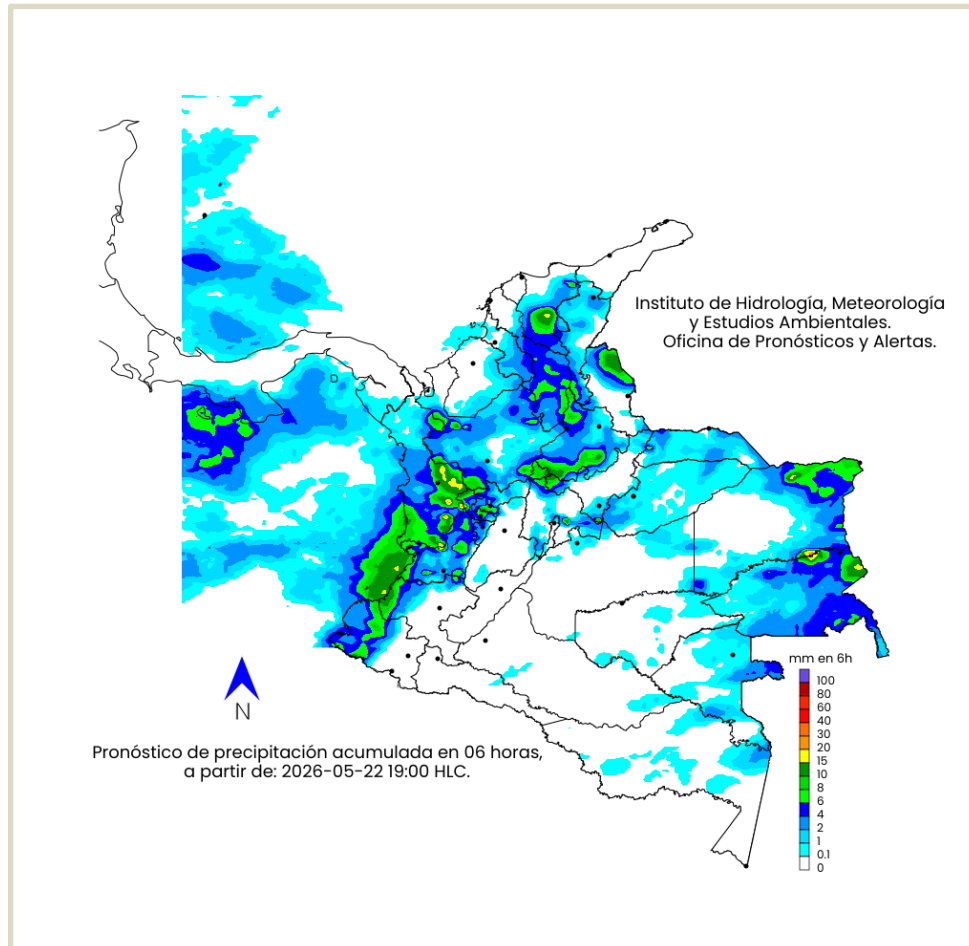 Instituto de Hidrología, Meteorología
y Estudios Ambientales.
Oficina de Pronósticos y Alertas.
mm en 6h
100
80
60
40
30
20
15
10
8
6
4
2
1
0.1
0
N
Pronóstico de precipitación acumulada en 06 horas,
a partir de: 2026-05-22 19:00 HLC.